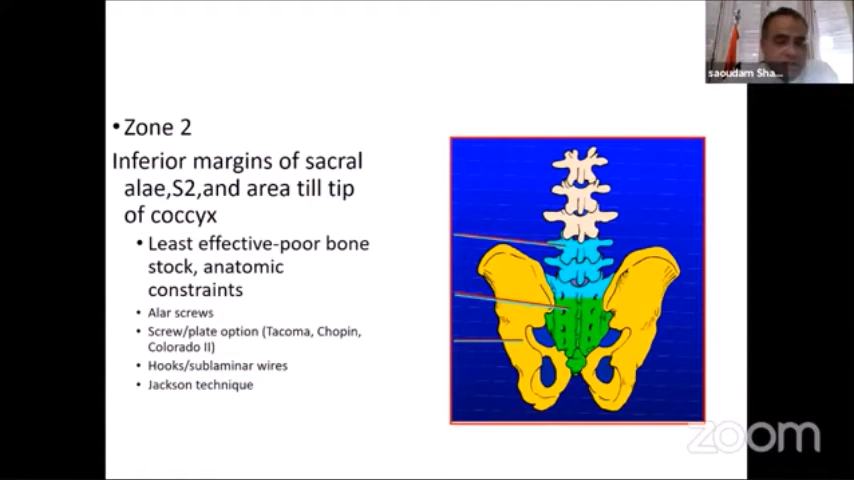 saoudam Sha...
•Zone 2
Inferior margins of sacral
alae,S2,and area till tip
of coccyx
• Least effective-poor bone
stock, anatomic
constraints
• Alar screws
• Screw/plate option (Tacoma, Chopin,
Colorado II)
• Hooks/sublaminar wires
• Jackson technique
zoom